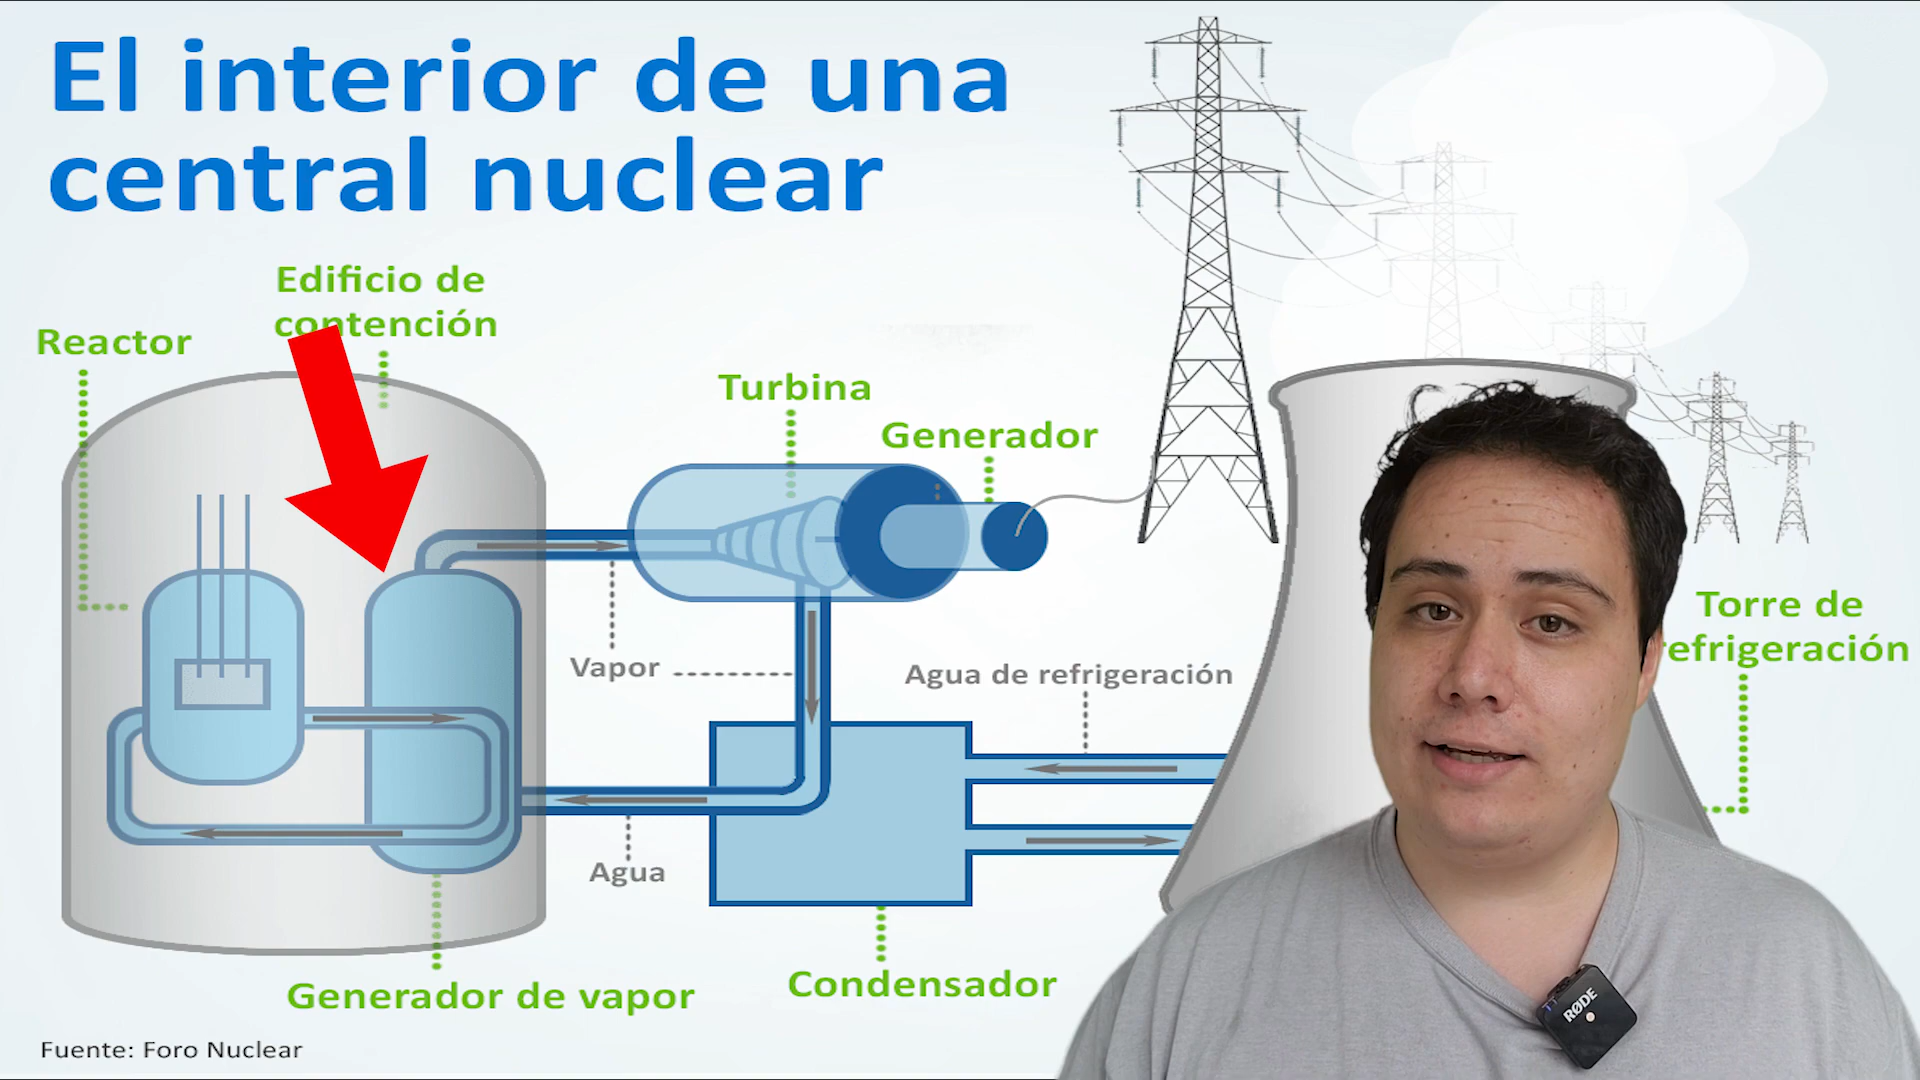 El interior de una
central nuclear
Edificio de
contención
Reactor
Turbina
Generador
Torre de
refrigeración
Vapor
Agua de refrigeración
Agua
Condensador
Generador de vapor
RØDE
Fuente: Foro Nuclear